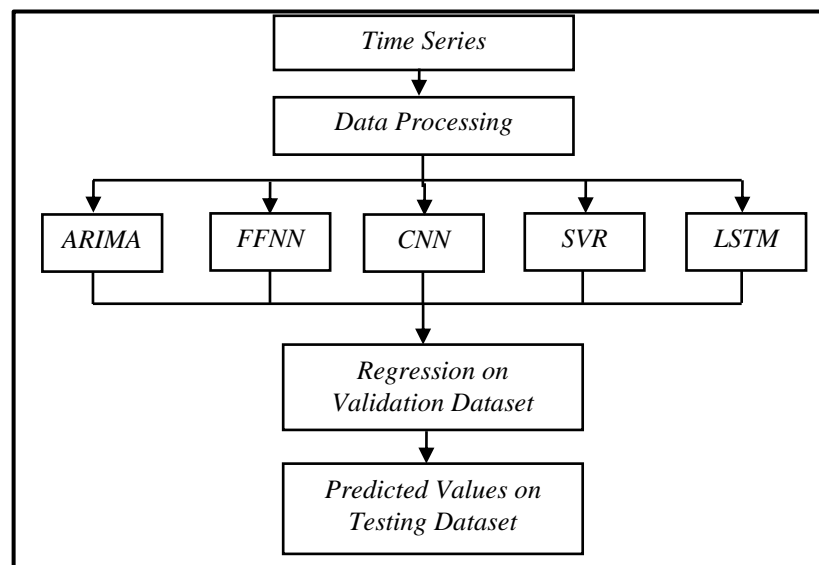 Time Series
Data Processing
ARIMA
FFNN
CNN
SVR
LSTM
Regression on
Validation Dataset
Predicted Values on
Testing Dataset